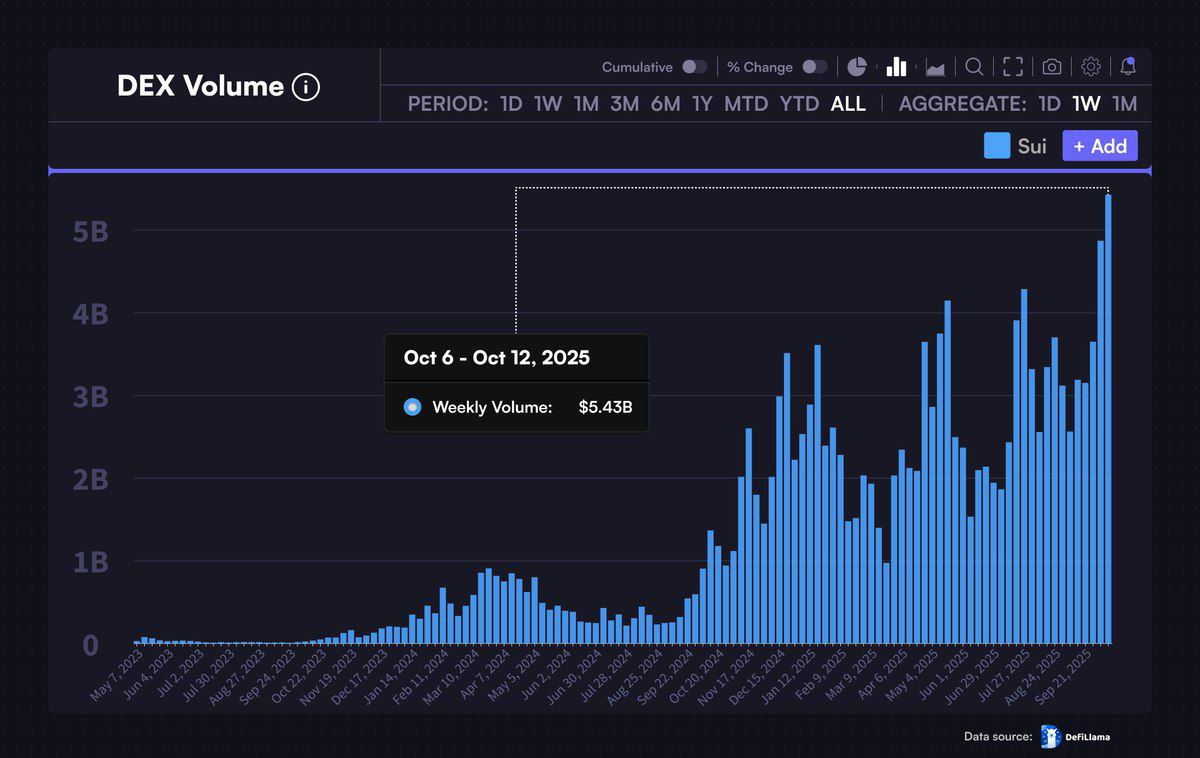 DEX Volume
Cumulative % Change
PERIOD: 1D 1W 1M 3M 6M 1Y MTD YTD ALL AGGREGATE: 1D 1W 1M
Sui + Add
5B
4B
3B
2B
1B
0
Oct 6 - Oct 12, 2025
Weekly Volume: $5.43B
May 7, 2023
Jun 4, 2023
Jul 2, 2023
Jul 30, 2023
Aug 27, 2023
Sep 24, 2023
Oct 22, 2023
Nov 19, 2023
Dec 17, 2023
Jan 14, 2024
Feb 11, 2024
Mar 10, 2024
Apr 7, 2024
May 5, 2024
Jun 2, 2024
Jun 30, 2024
Jul 28, 2024
Aug 25, 2024
Sep 22, 2024
Oct 20, 2024
Nov 17, 2024
Dec 15, 2024
Jan 12, 2025
Feb 9, 2025
Mar 9, 2025
Apr 6, 2025
May 4, 2025
Jun 1, 2025
Jun 29, 2025
Jul 27, 2025
Aug 24, 2025
Sep 21, 2025
Data source: DefiLlama